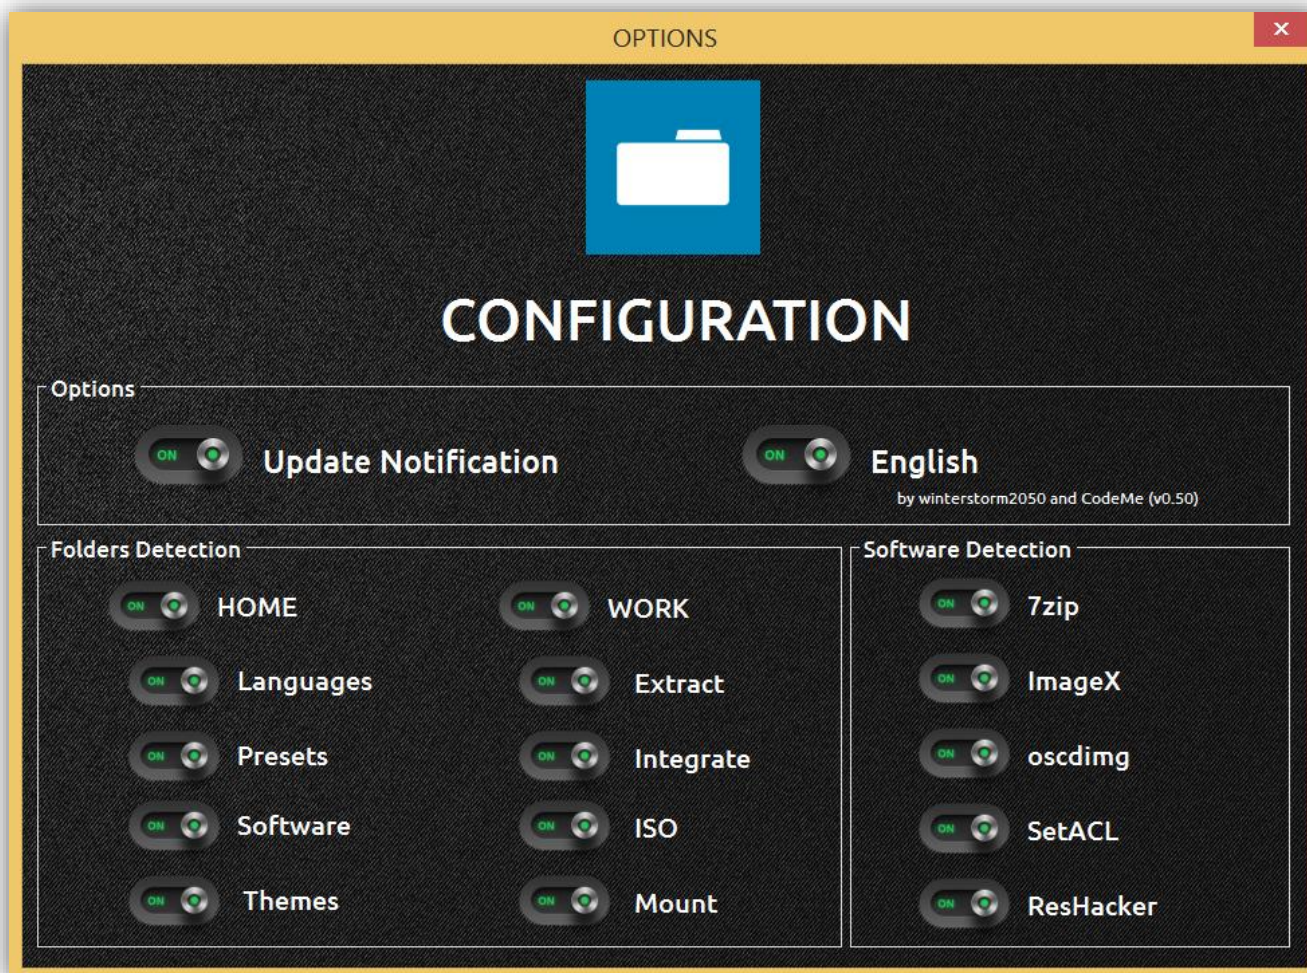 OPTIONS
x
CONFIGURATION
Options
ON Update Notification
ON English
by winterstorm2050 and CodeMe (v0.50)
Folders Detection
ON HOME
ON WORK
ON Languages
ON Extract
ON Presets
ON Integrate
ON Software
ON ISO
ON Themes
ON Mount
Software Detection
ON 7zip
ON ImageX
ON oscdimg
ON SetACL
ON ResHacker